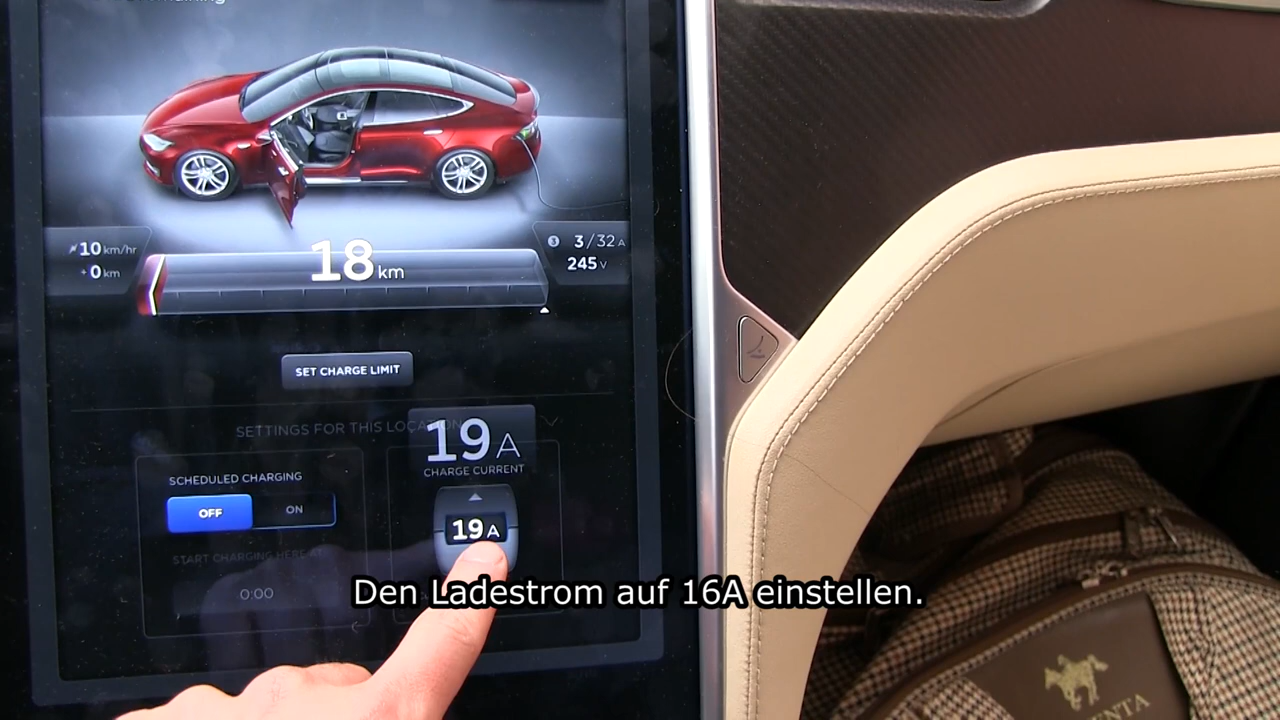 10 km/hr
+0 km
18 km
3/32 A
245 V
SET CHARGE LIMIT
SETTINGS FOR THIS LOCATION
19 A
CHARGE CURRENT
SCHEDULED CHARGING
OFF ON
19 A
START CHARGING HERE AT
0:00
Den Ladestrom auf 16A einstellen.